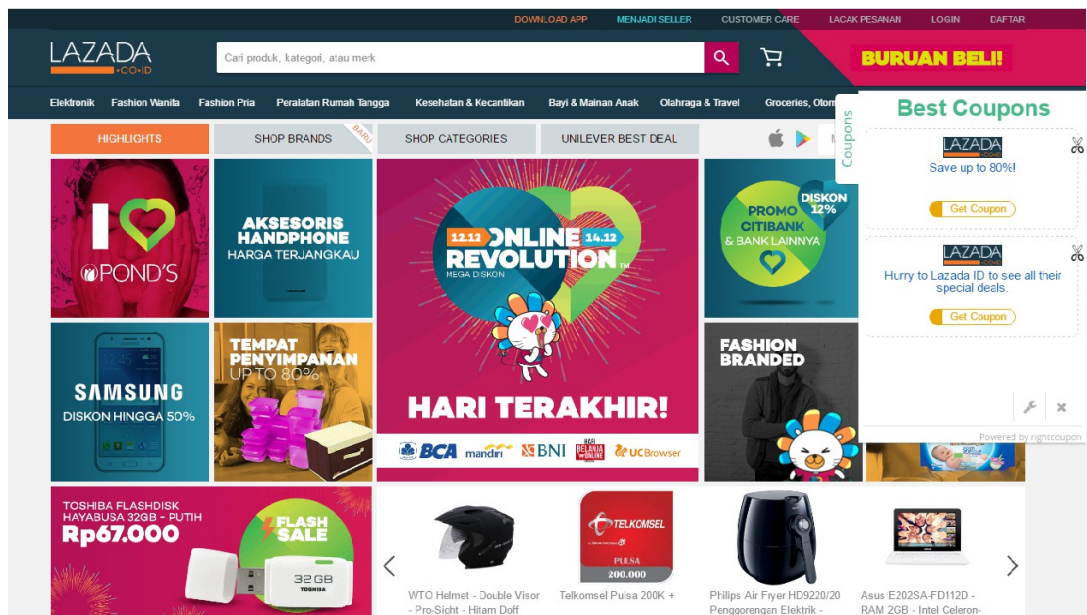 DOWNLOAD APP
MENJADI SELLER
CUSTOMER CARE
LACAK PESANAN
LOGIN
DAFTAR
LAZADA
•CO•ID
Cari produk, kategori, atau merk
BURUAN BELI!
Elektronik
Fashion Wanita
Fashion Pria
Peralatan Rumah Tangga
Kesehatan & Kecantikan
Bayi & Mainan Anak
Olahraga & Travel
Groceries, Otom
Coupons
Best Coupons
LAZADA
Save up to 80%!
Get Coupon
LAZADA
Hurry to Lazada ID to see all their
special deals.
Get Coupon
Powered by rightcoupon
HIGHLIGHTS
SHOP BRANDS
BARU
SHOP CATEGORIES
UNILEVER BEST DEAL
I
POND'S
AKSESORIS
HANDPHONE
HARGA TERJANGKAU
12.12 ONLINE 14.12
REVOLUTION™
MEGA DISKON
HARI TERAKHIR!
BCA
mandiri
BNI
HARI
BELANJA
ONLINE
UCBrowser
DISKON
12%
PROMO
CITIBANK
& BANK LAINNYA
12:45
SAMSUNG
DISKON HINGGA 50%
TEMPAT
PENYIMPANAN
UP TO 80%
FASHION
BRANDED
TOSHIBA FLASHDISK
HAYABUSA 32GB - PUTIH
Rp67.000
FLASH
SALE
32GB
TOSHIBA
WTO Helmet - Double Visor
- Pro-Sight - Hitam Doff
TELKOMSEL
PULSA
200.000
Telkomsel Pulsa 200K +
Philips Air Fryer HD9220/20
Penggorengan Elektrik -
Asus E202SA-FD112D -
RAM 2GB - Intel Celeron-